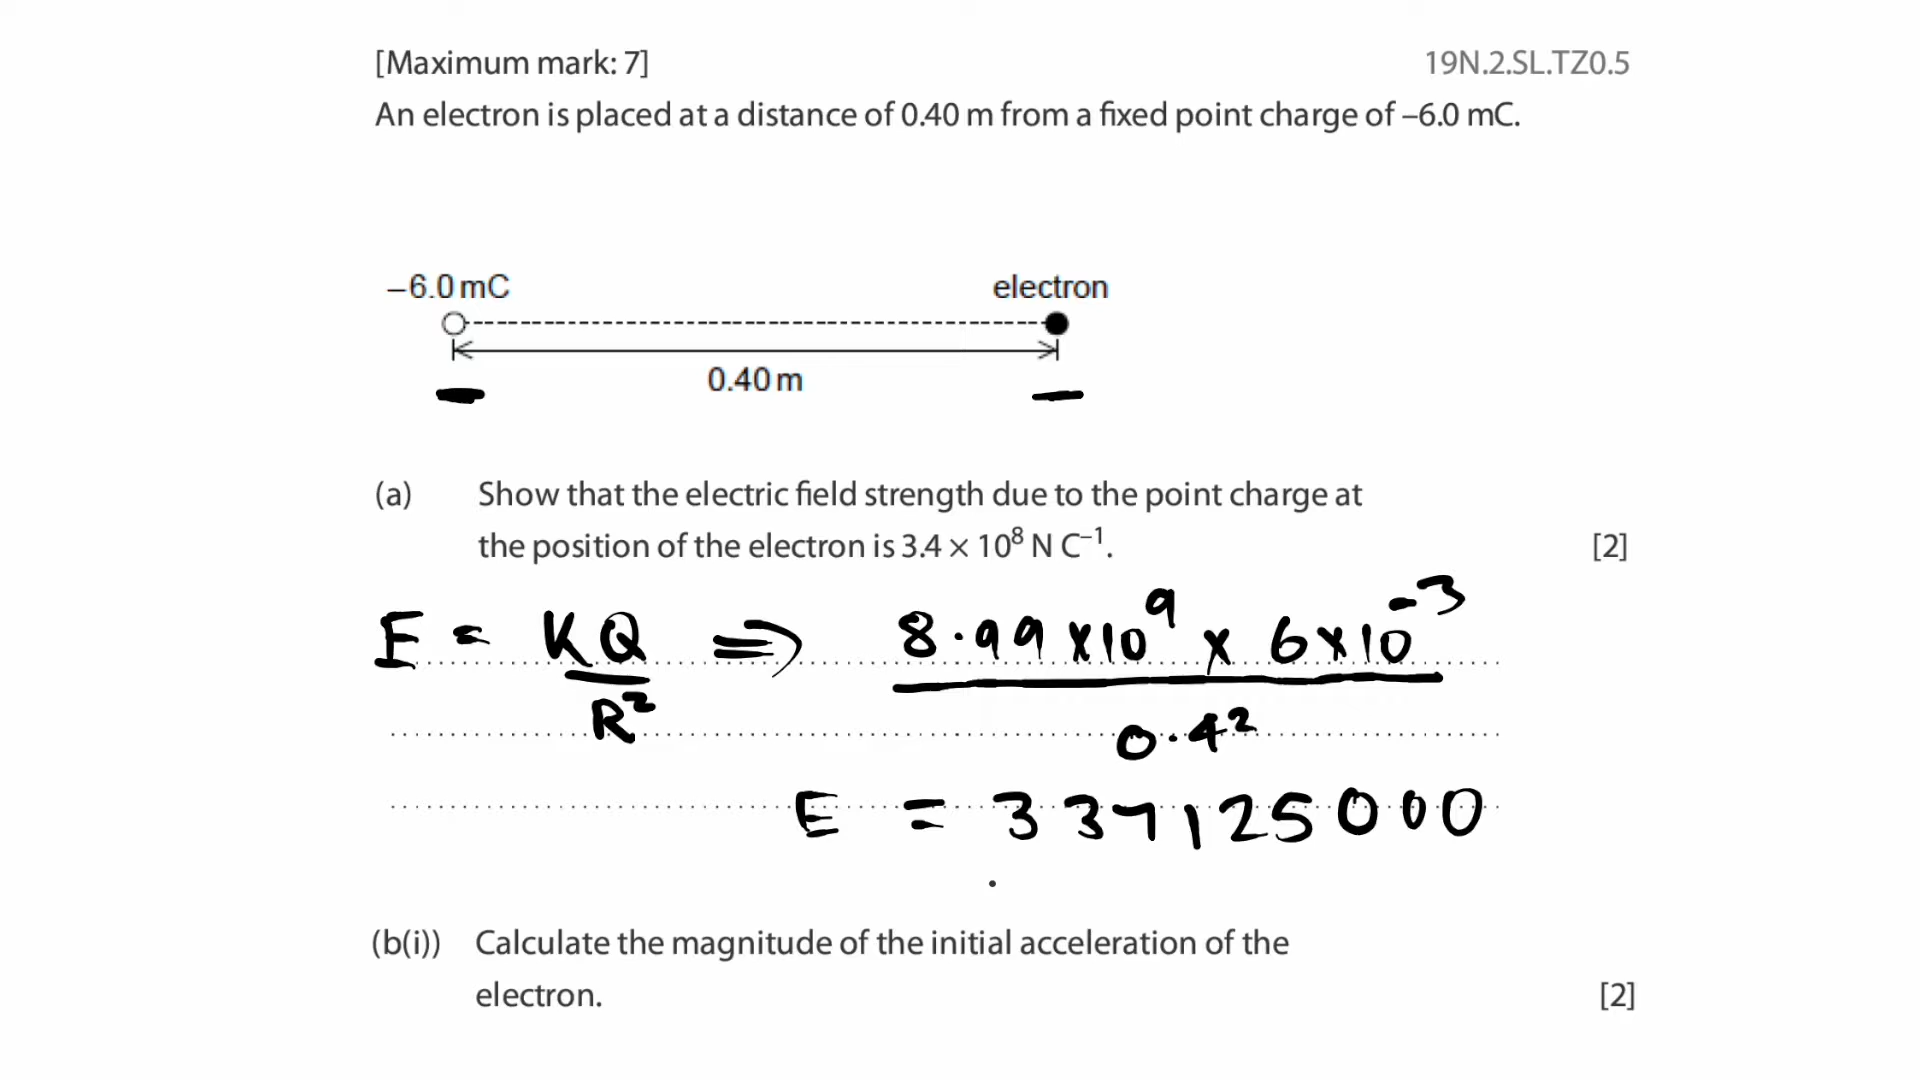 [Maximum mark: 7] 19N.2.SL.TZ0.5
An electron is placed at a distance of 0.40 m from a fixed point charge of –6.0 mC.
–6.0 mC electron
0.40 m
(a) Show that the electric field strength due to the point charge at
the position of the electron is 3.4 × 10⁸ N C⁻¹. [2]
E = KQ/R² ⇒ 8.99 × 10⁹ × 6 × 10⁻³ / 0.4²
E = 337125000
(b(i)) Calculate the magnitude of the initial acceleration of the
electron. [2]